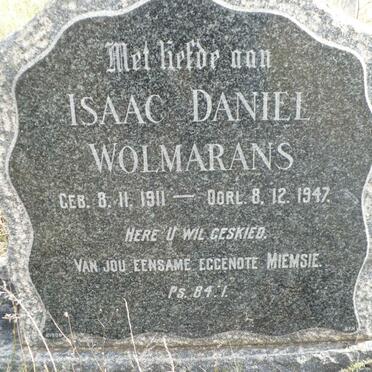 Met liefde aan
ISAAC DANIEL
WOLMARANS
GEB. 8. 11. 1911 — OORL. 8. 12. 1947.
HERE U WIL GESKIED.
VAN JOU EENSAME EGGENOTE MIEMSIE.
PS. 84:1.